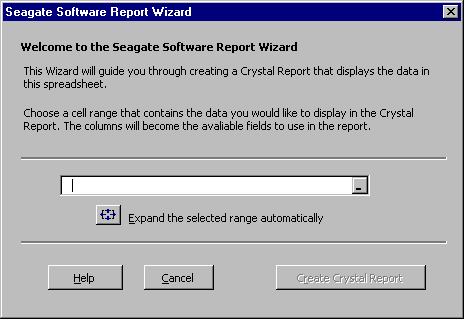 Seagate Software Report Wizard
Welcome to the Seagate Software Report Wizard
This Wizard will guide you through creating a Crystal Report that displays the data in
this spreadsheet.
Choose a cell range that contains the data you would like to display in the Crystal
Report. The columns will become the avaliable fields to use in the report.
Expand the selected range automatically
Help
Cancel
Create Crystal Report